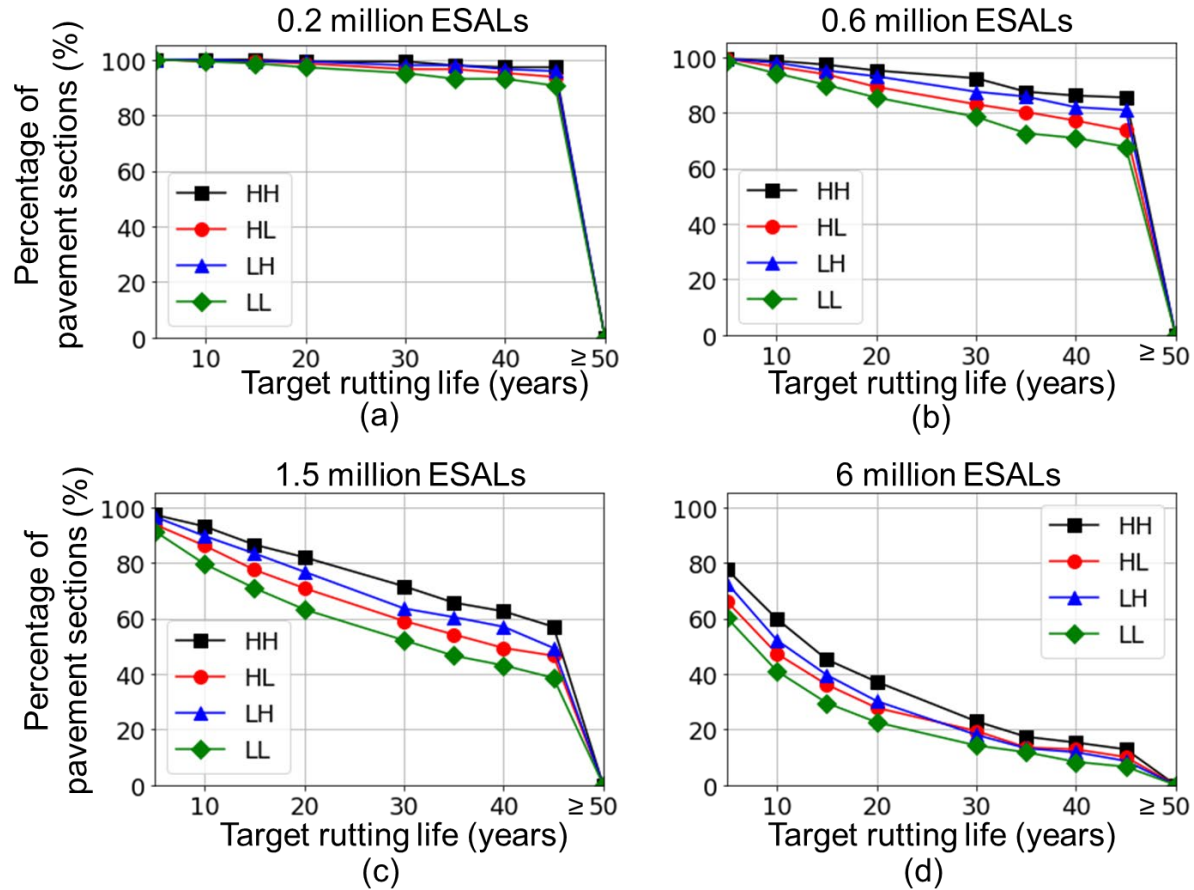 0.2 million ESALs
Percentage of
pavement sections (%)
100
80
60
40
20
0
HH
HL
LH
LL
10 20 30 40 ≥50
Target rutting life (years)
(a)
0.6 million ESALs
100
80
60
40
20
0
HH
HL
LH
LL
10 20 30 40 ≥50
Target rutting life (years)
(b)
1.5 million ESALs
Percentage of
pavement sections (%)
100
80
60
40
20
0
HH
HL
LH
LL
10 20 30 40 ≥50
Target rutting life (years)
(c)
6 million ESALs
100
80
60
40
20
0
HH
HL
LH
LL
10 20 30 40 ≥50
Target rutting life (years)
(d)